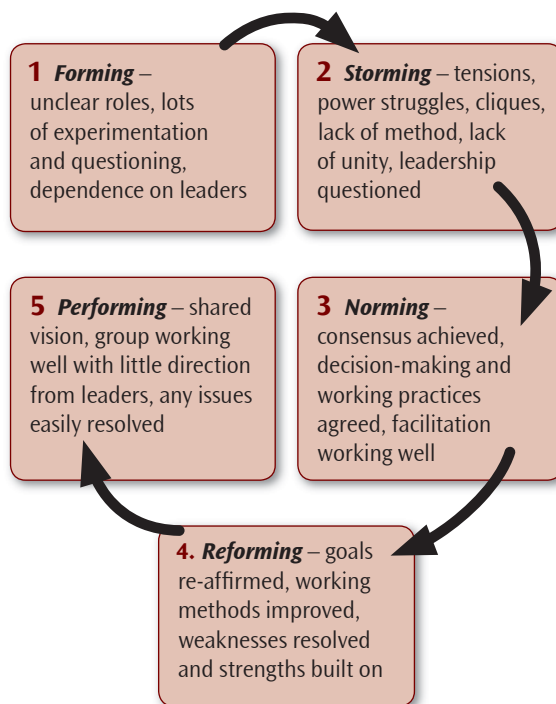 1 Forming –
unclear roles, lots
of experimentation
and questioning,
dependence on leaders
2 Storming – tensions,
power struggles, cliques,
lack of method, lack
of unity, leadership
questioned
3 Norming –
consensus achieved,
decision-making and
working practices
agreed, facilitation
working well
4. Reforming – goals
re-affirmed, working
methods improved,
weaknesses resolved
and strengths built on
5 Performing – shared
vision, group working
well with little direction
from leaders, any issues
easily resolved